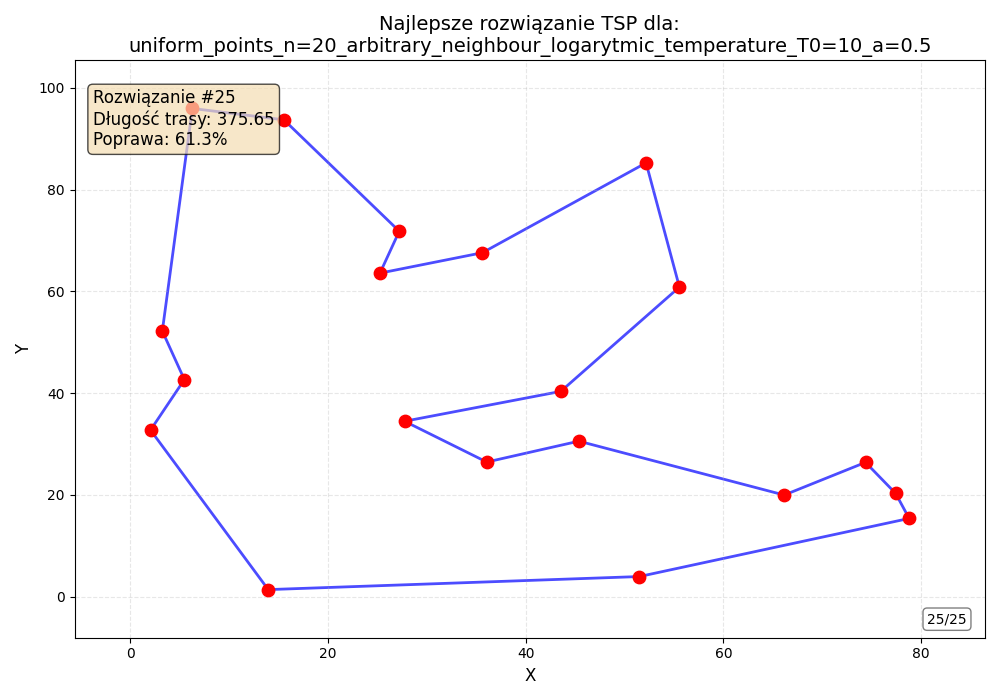 Najlepsze rozwiązanie TSP dla:
uniform_points_n=20_arbitrary_neighbour_logarytmic_temperature_T0=10_a=0.5
Rozwiązanie #25
Długość trasy: 375.65
Poprawa: 61.3%
100
80
60
40
20
0
Y
25/25
0 20 40 60 80
X